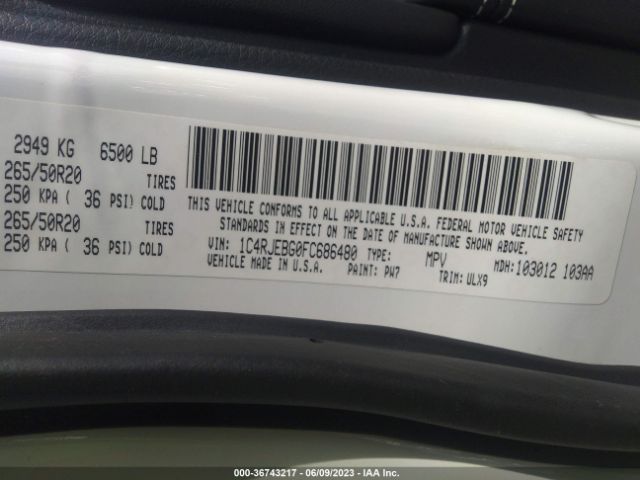 2949 KG 6500 LB
265/50R20 TIRES
250 KPA ( 36 PSI) COLD
265/50R20 TIRES
250 KPA ( 36 PSI) COLD
THIS VEHICLE CONFORMS TO ALL APPLICABLE U.S.A. FEDERAL MOTOR VEHICLE SAFETY
STANDARDS IN EFFECT ON THE DATE OF MANUFACTURE SHOWN ABOVE.
VIN: 1C4RJEBG0FC686480 TYPE: MPV MDH: 103012 103AA
VEHICLE MADE IN U.S.A. PAINT: PW7 TRIM: ULX9
000-36743217 - 06/09/2023 - IAA Inc.